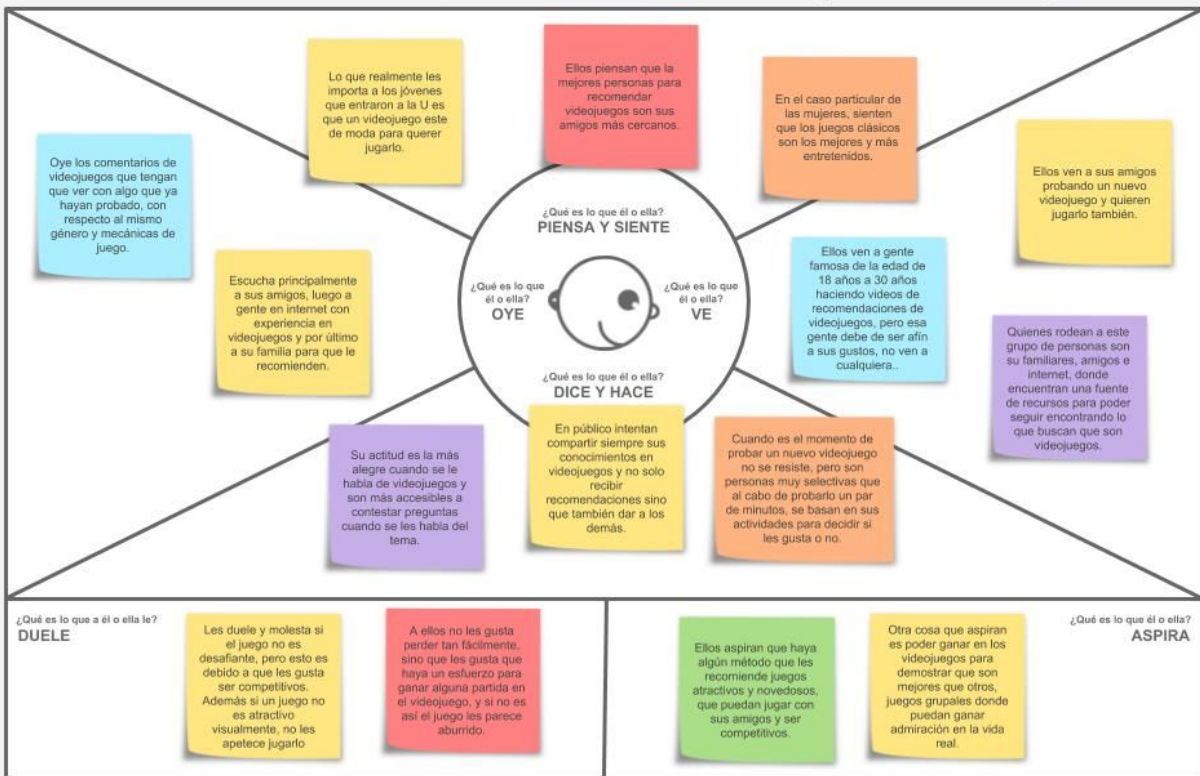 Lo que realmente les
importa a los jóvenes
que entraron a la U es
que un videojuego este
de moda para querer
jugarlo.
Ellos piensan que la
mejores personas para
recomendar
videojuegos son sus
amigos más cercanos.
En el caso particular de
las mujeres, sienten
que los juegos clásicos
son los mejores y más
entretenidos.
Oye los comentarios de
videojuegos que tengan
que ver con algo que ya
hayan probado, con
respecto al mismo
género y mecánicas de
juego.
Escucha principalmente
a sus amigos, luego a
gente en internet con
experiencia en
videojuegos y por último
a su familia para que le
recomienden.
¿Qué es lo que él o ella?
PIENSA Y SIENTE
¿Qué es lo que
él o ella?
OYE
¿Qué es lo que
él o ella?
VE
¿Qué es lo que él o ella?
DICE Y HACE
Ellos ven a sus amigos
probando un nuevo
videojuego y quieren
jugarlo también.
Ellos ven a gente
famosa de la edad de
18 años a 30 años
haciendo videos de
recomendaciones de
videojuegos, pero esa
gente debe de ser afín
a sus gustos, no ven a
cualquiera..
Quienes rodean a este
grupo de personas son
su familiares, amigos e
internet, donde
encuentran una fuente
de recursos para poder
seguir encontrando lo
que buscan que son
videojuegos.
Su actitud es la más
alegre cuando se le
habla de videojuegos y
son más accesibles a
contestar preguntas
cuando se les habla del
tema.
En público intentan
compartir siempre sus
conocimientos en
videojuegos y no solo
recibir
recomendaciones sino
que también dar a los
demás.
Cuando es el momento de
probar un nuevo videojuego
no se resiste, pero son
personas muy selectivas que
al cabo de probarlo un par
de minutos, se basan en sus
actividades para decidir si
les gusta o no.
¿Qué es lo que a él o ella le?
DUELE
Les duele y molesta si
el juego no es
desafiante, pero esto es
debido a que les gusta
ser competitivos.
Además si un juego no
es atractivo
visualmente, no les
apetece jugarlo
A ellos no les gusta
perder tan fácilmente,
sino que les gusta que
haya un esfuerzo para
ganar alguna partida en
el videojuego, y si no es
así el juego les parece
aburrido.
Ellos aspiran que haya
algún método que les
recomiende juegos
atractivos y novedosos,
que puedan jugar con
sus amigos y ser
competitivos.
Otra cosa que aspiran
es poder ganar en los
videojuegos para
demostrar que son
mejores que otros,
juegos grupales donde
puedan ganar
admiración en la vida
real.
¿Qué es lo que él o ella?
ASPIRA